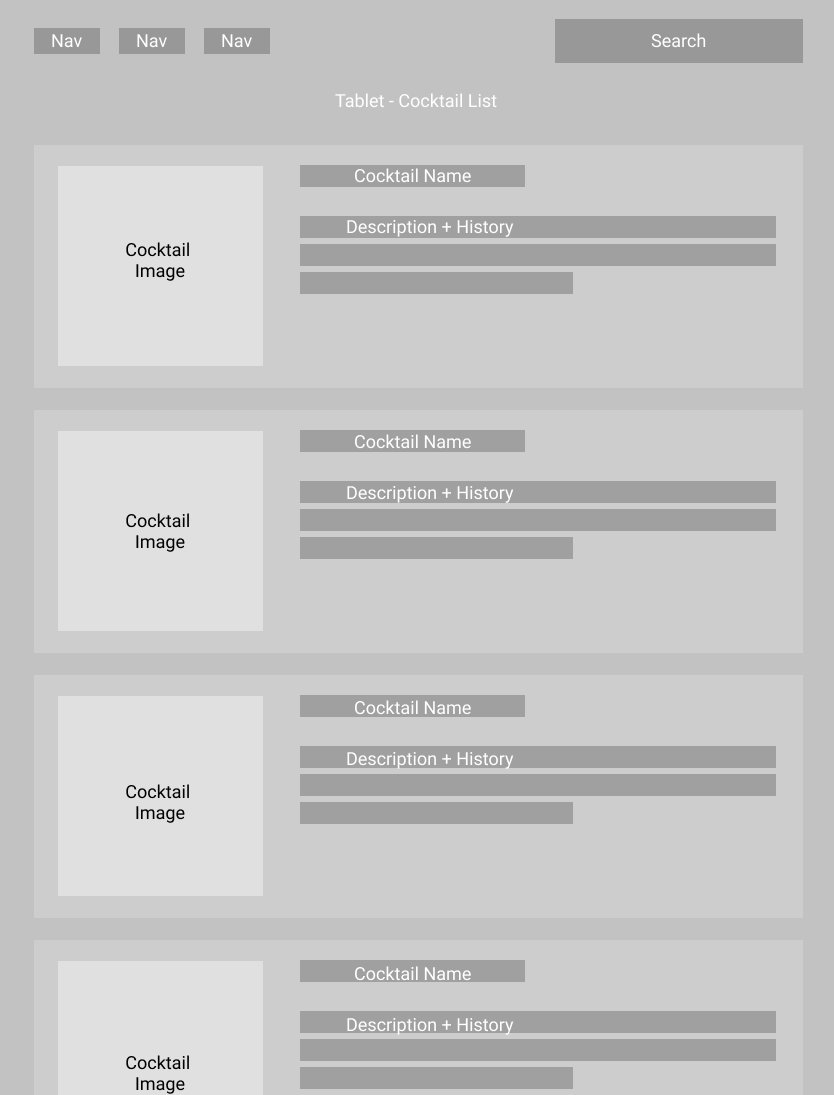 Nav Nav Nav Search
Tablet - Cocktail List
Cocktail Name
Description + History
Cocktail
Image
Cocktail Name
Description + History
Cocktail
Image
Cocktail Name
Description + History
Cocktail
Image
Cocktail Name
Description + History
Cocktail
Image